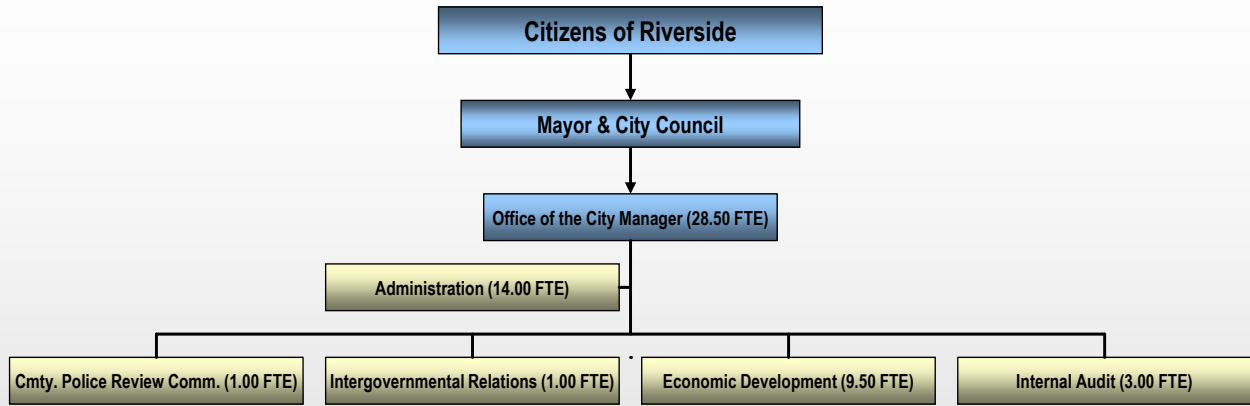 Citizens of Riverside
Mayor & City Council
Office of the City Manager (28.50 FTE)
Administration (14.00 FTE)
Cmty. Police Review Comm. (1.00 FTE)
Intergovernmental Relations (1.00 FTE)
Economic Development (9.50 FTE)
Internal Audit (3.00 FTE)